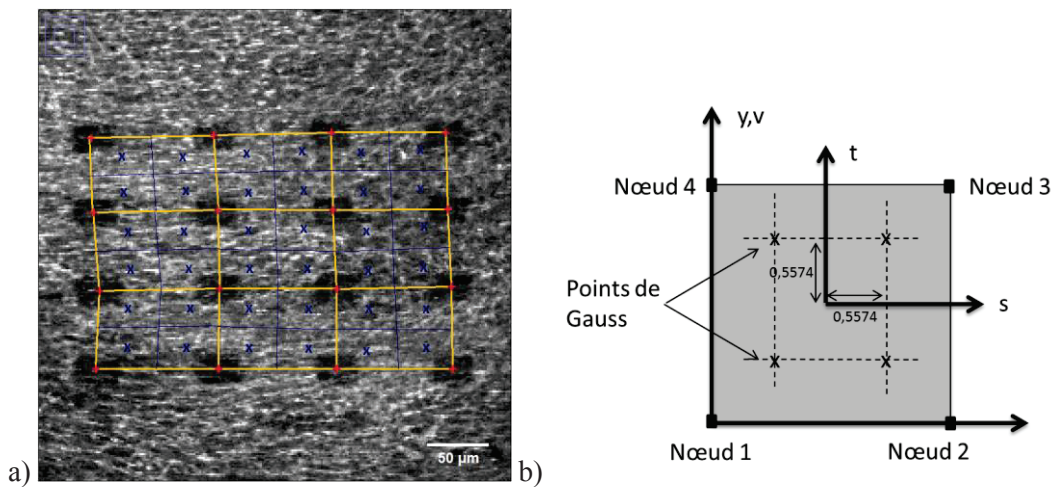 a)
50 µm
b)
y,v
t
Nœud 4
Nœud 3
Points de
Gauss
0,5574
0,5574
s
Nœud 1
Nœud 2